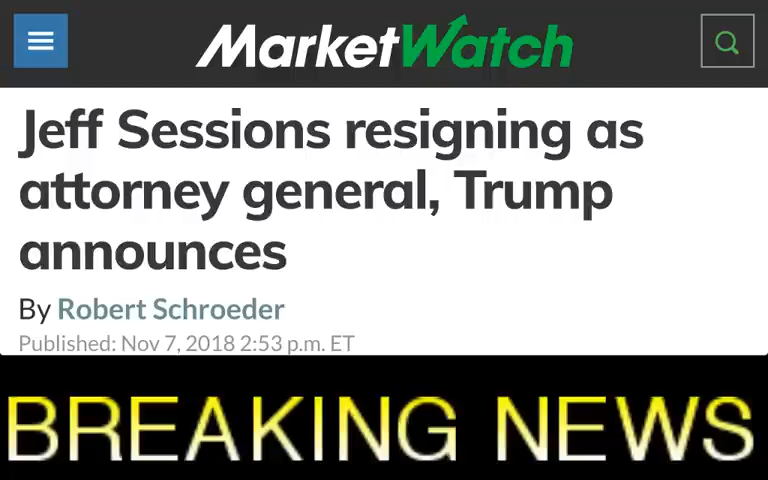 MarketWatch
Jeff Sessions resigning as
attorney general, Trump
announces
By Robert Schroeder
Published: Nov 7, 2018 2:53 p.m. ET
BREAKING NEWS